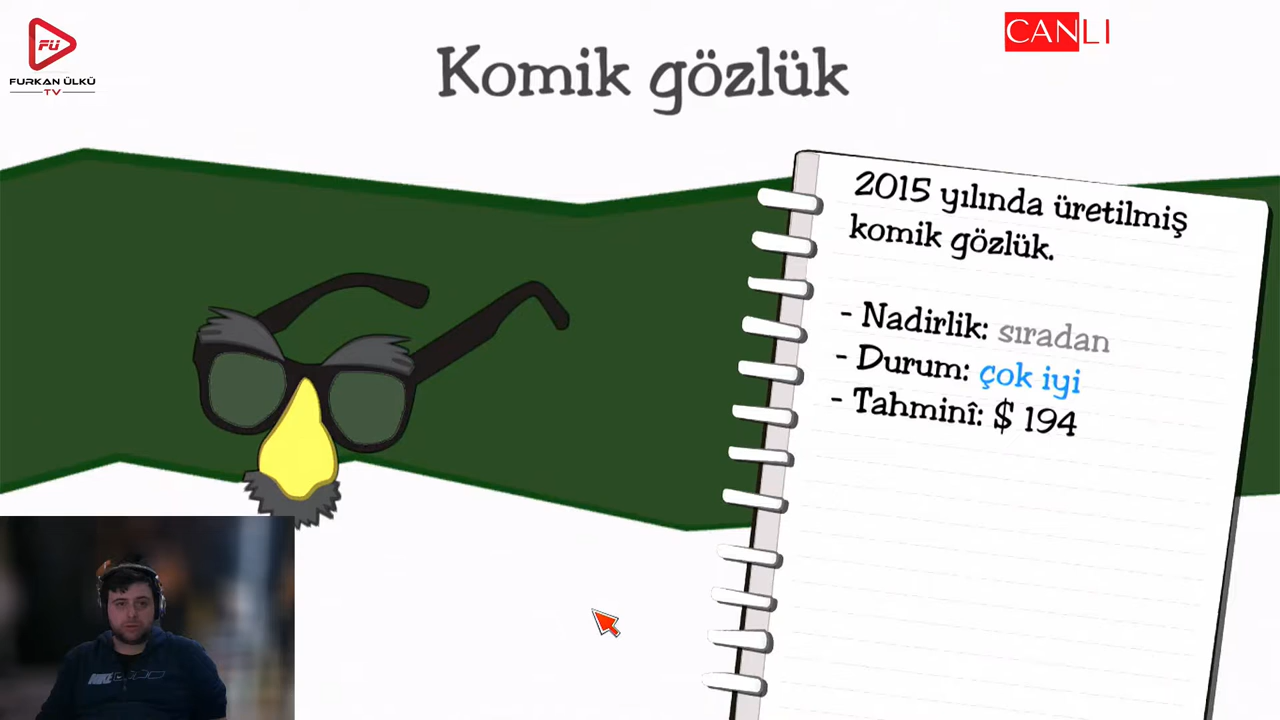 FÜ
FURKAN ÜLKÜ
TV
CANLI
Komik gözlük
2015 yılında üretilmiş
komik gözlük.
- Nadirlik: sıradan
- Durum: çok iyi
- Tahminî: $ 194
NIKE